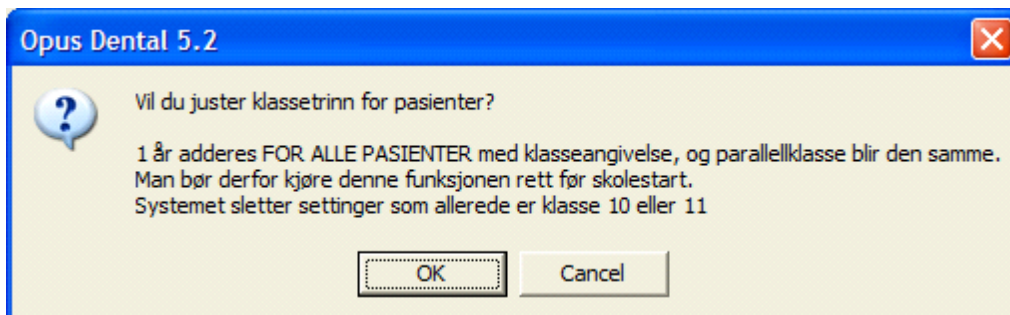 Opus Dental 5.2
Vil du juster klassetrinn for pasienter?
1 år adderes FOR ALLE PASIENTER med klasseangivelse, og parallellklasse blir den samme.
Man bør derfor kjøre denne funksjonen rett før skolestart.
Systemet sletter settinger som allerede er klasse 10 eller 11
OK
Cancel